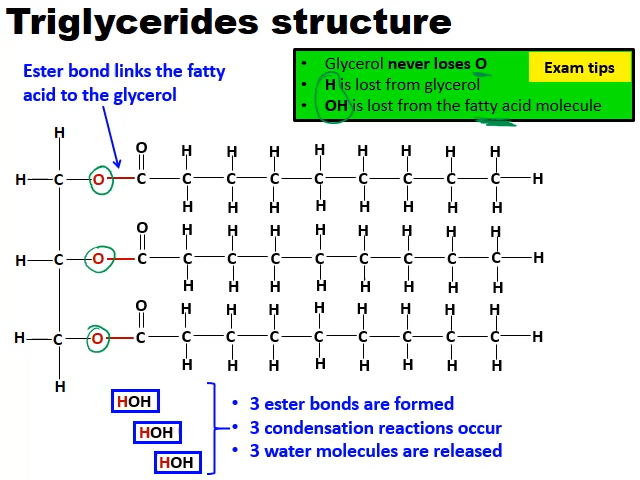 Triglycerides structure
Ester bond links the fatty
acid to the glycerol
• Glycerol never loses O
• H is lost from glycerol
• OH is lost from the fatty acid molecule
Exam tips
H O H H H H H H H H
H C O C C C C C C C C C H
H H H H H H H H
O H H H H H H H H
H C O C C C C C C C C C H
H H H H H H H H
O H H H H H H H H
H C O C C C C C C C C C H
H H H H H H H H H
HOH
HOH
HOH
• 3 ester bonds are formed
• 3 condensation reactions occur
• 3 water molecules are released